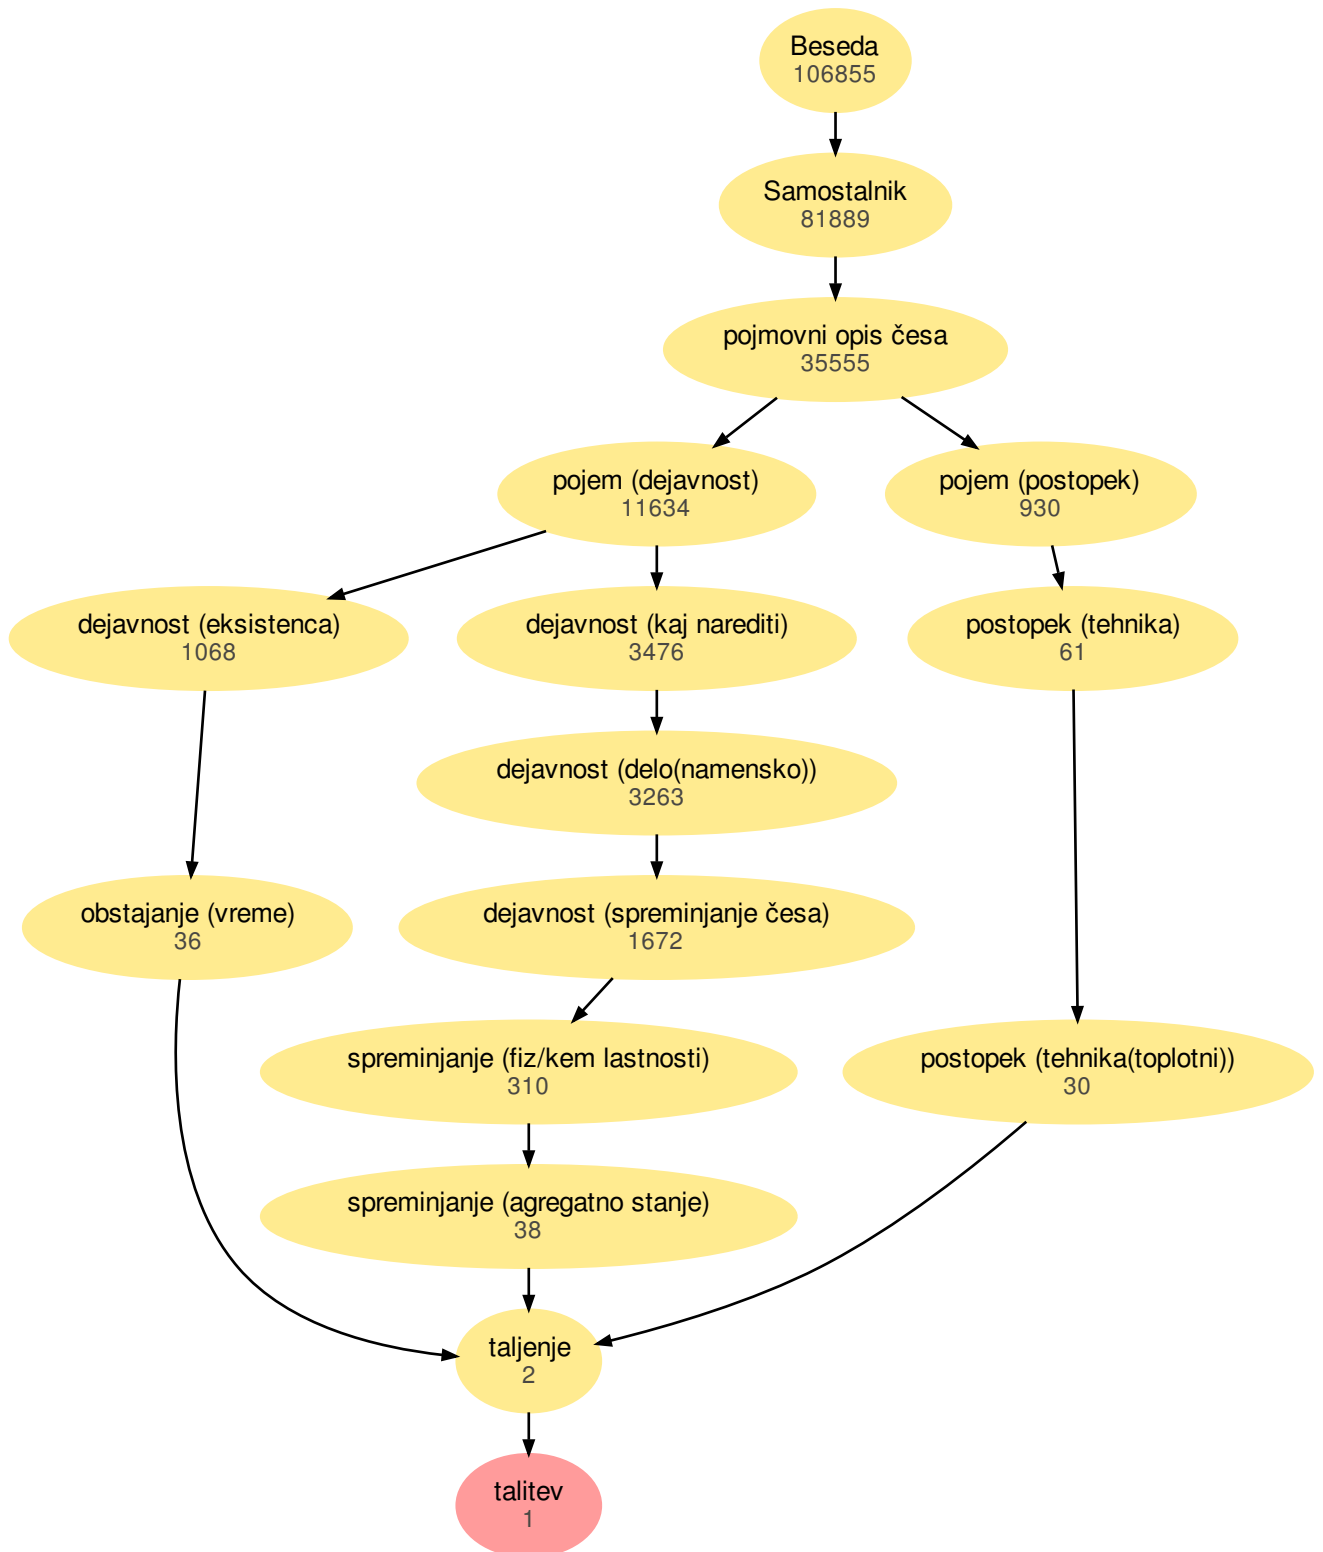 Beseda
106855
Samostalnik
81889
pojmovni opis česa
35555
pojem (dejavnost)
11634
pojem (postopek)
930
dejavnost (eksistenca)
1068
dejavnost (kaj narediti)
3476
postopek (tehnika)
61
dejavnost (delo(namensko))
3263
obstajanje (vreme)
36
dejavnost (spreminjanje česa)
1672
spreminjanje (fiz/kem lastnosti)
310
postopek (tehnika(toplotni))
30
spreminjanje (agregatno stanje)
38
taljenje
2
talitev
1